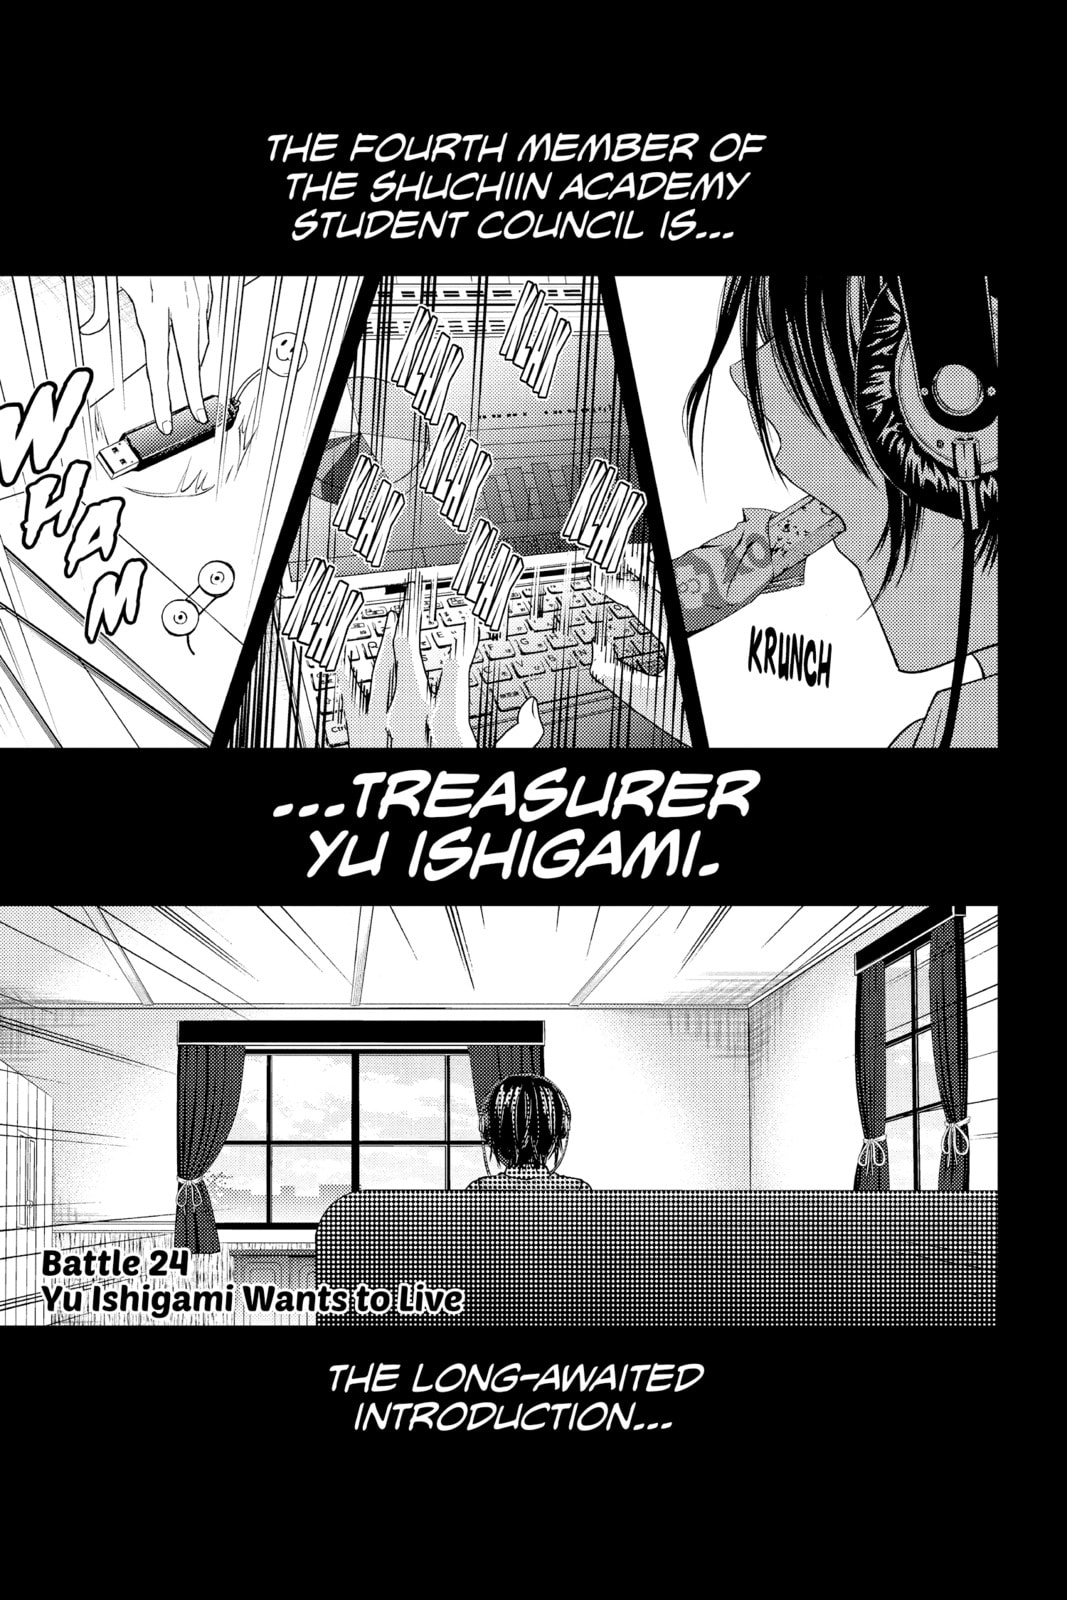 THE FOURTH MEMBER OF
THE SHUCHIIN ACADEMY
STUDENT COUNCIL IS...
KRUNCH
KLAK
KLAK
KLAK
KLAK
KLAK
KLAK
KLAK
KLAK
Ctrl
WHAM
...TREASURER
YU ISHIGAMI.
Battle 24
Yu Ishigami Wants to Live
THE LONG-AWAITED
INTRODUCTION...